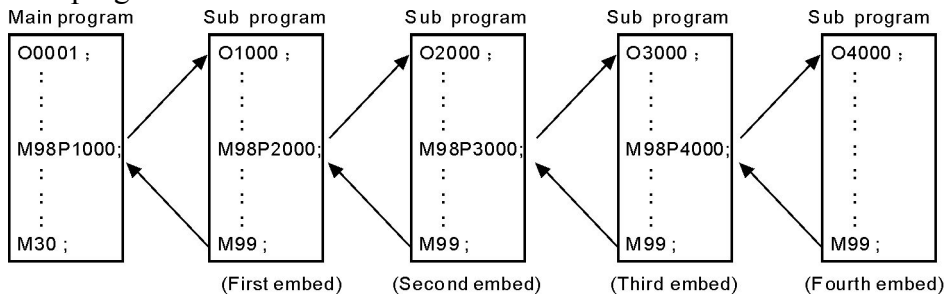 Main program
Sub program
Sub program
Sub program
Sub program
O0001 ;
M98P1000;
M30 ;
O1000 ;
M98P2000;
M99 ;
O2000 ;
M98P3000;
M99 ;
O3000 ;
M98P4000;
M99 ;
O4000 ;
M99 ;
(First embed)
(Second embed)
(Third embed)
(Fourth embed)